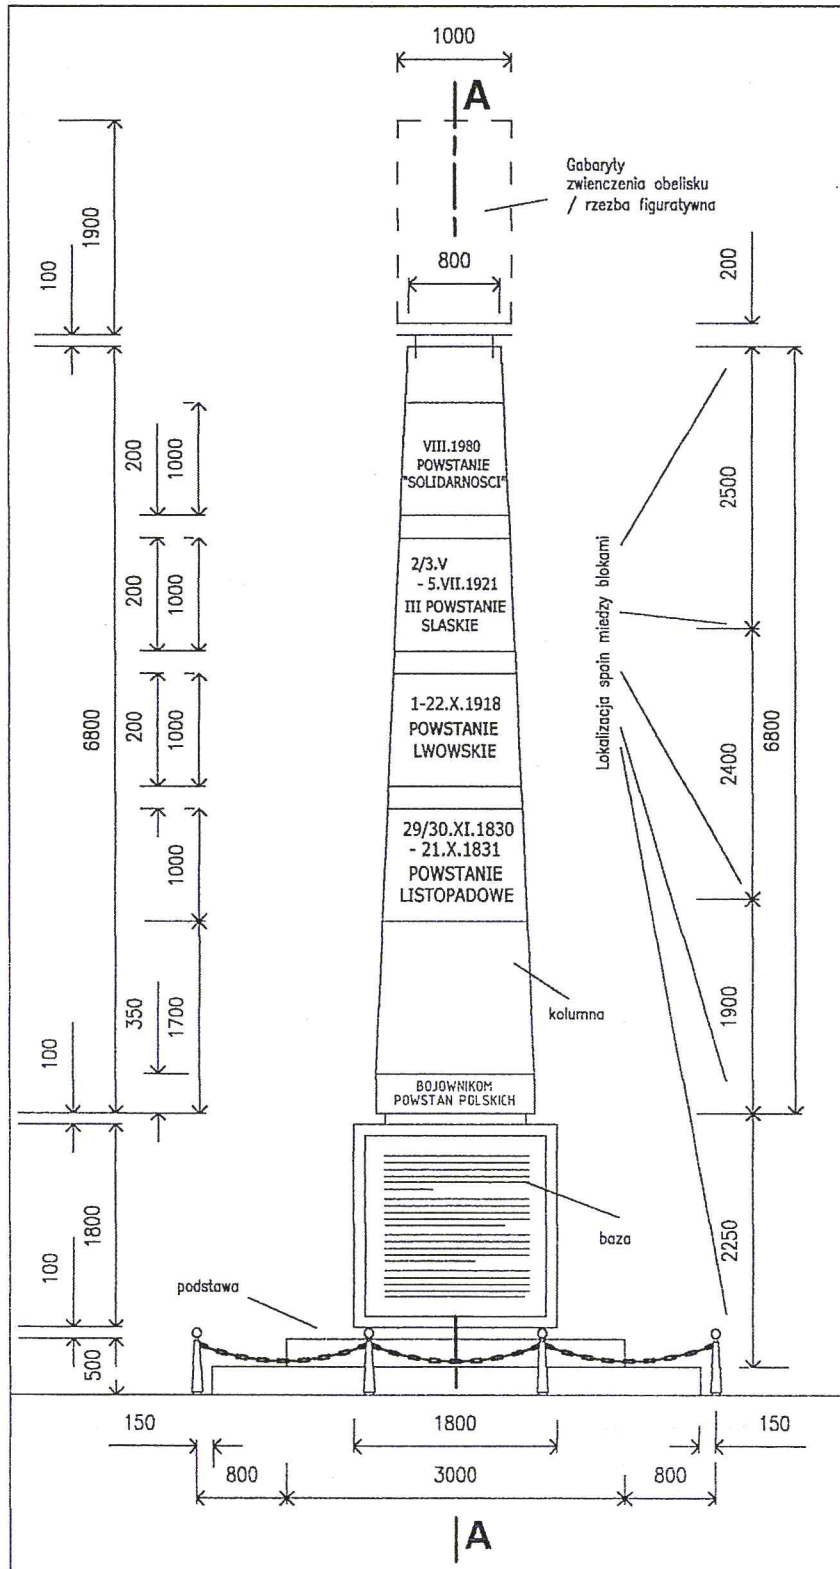 1000
A
Gabaryty
zwienczenia obelisku
/ rzezba figuratywna
1900
100
800
200
VIII.1980
POWSTANIE
"SOLIDARNOSCI"
200
1000
2500
2/3.V
- 5.VII.1921
III POWSTANIE
SLASKIE
200
1000
Lokalizacja spoin miedzy blokami
6800
1-22.X.1918
POWSTANIE
LWOWSKIE
200
1000
2400
6800
29/30.XI.1830
- 21.X.1831
POWSTANIE
LISTOPADOWE
1000
kolumna
350
1700
1900
100
BOJOWNIKOM
POWSTAN POLSKICH
1800
100
baza
2250
podstawa
500
150
1800
150
800
3000
800
A